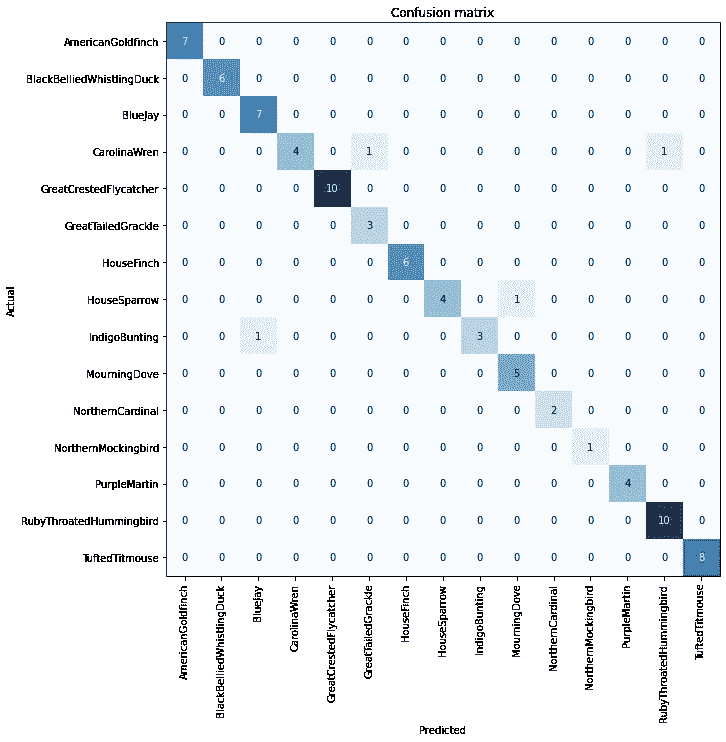 Confusion matrix
AmericanGoldfinch 7 0 0 0 0 0 0 0 0 0 0 0 0 0 0
BlackBelliedWhistlingDuck 0 6 0 0 0 0 0 0 0 0 0 0 0 0 0
BlueJay 0 0 7 0 0 0 0 0 0 0 0 0 0 0 0
CarolinaWren 0 0 0 4 0 1 0 0 0 0 0 0 0 1 0
GreatCrestedFlycatcher 0 0 0 0 10 0 0 0 0 0 0 0 0 0 0
GreatTailedGrackle 0 0 0 0 0 3 0 0 0 0 0 0 0 0 0
HouseFinch 0 0 0 0 0 0 6 0 0 0 0 0 0 0 0
HouseSparrow 0 0 0 0 0 0 0 4 0 1 0 0 0 0 0
IndigoBunting 0 0 1 0 0 0 0 0 3 0 0 0 0 0 0
MourningDove 0 0 0 0 0 0 0 0 0 5 0 0 0 0 0
NorthernCardinal 0 0 0 0 0 0 0 0 0 0 2 0 0 0 0
NorthernMockingbird 0 0 0 0 0 0 0 0 0 0 0 1 0 0 0
PurpleMartin 0 0 0 0 0 0 0 0 0 0 0 0 4 0 0
RubyThroatedHummingbird 0 0 0 0 0 0 0 0 0 0 0 0 0 10 0
TuftedTitmouse 0 0 0 0 0 0 0 0 0 0 0 0 0 0 8
Actual
AmericanGoldfinch
BlackBelliedWhistlingDuck
BlueJay
CarolinaWren
GreatCrestedFlycatcher
GreatTailedGrackle
HouseFinch
HouseSparrow
IndigoBunting
MourningDove
NorthernCardinal
NorthernMockingbird
PurpleMartin
RubyThroatedHummingbird
TuftedTitmouse
Predicted